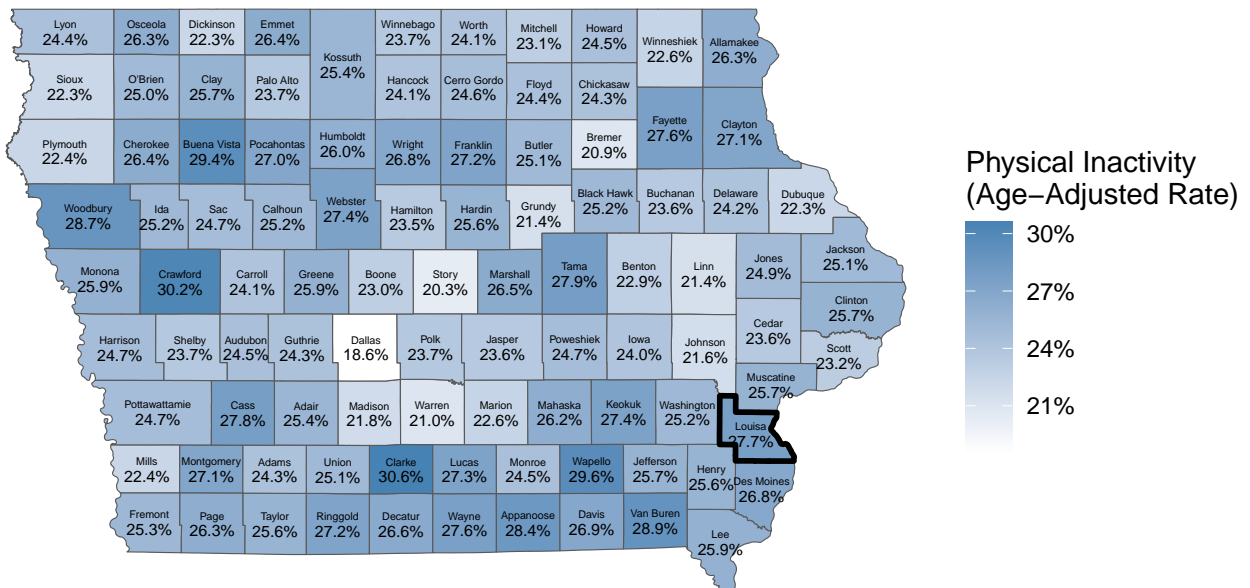 Lyon
24.4%
Osceola
26.3%
Dickinson
22.3%
Emmet
26.4%
Kossuth
25.4%
Winnebago
23.7%
Worth
24.1%
Mitchell
23.1%
Howard
24.5%
Winneshiek
22.6%
Allamakee
26.3%
Sioux
22.3%
O'Brien
25.0%
Clay
25.7%
Palo Alto
23.7%
Hancock
24.1%
Cerro Gordo
24.6%
Floyd
24.4%
Chickasaw
24.3%
Plymouth
22.4%
Cherokee
26.4%
Buena Vista
29.4%
Pocahontas
27.0%
Humboldt
26.0%
Wright
26.8%
Franklin
27.2%
Butler
25.1%
Bremer
20.9%
Fayette
27.6%
Clayton
27.1%
Woodbury
28.7%
Ida
25.2%
Sac
24.7%
Calhoun
25.2%
Webster
27.4%
Hamilton
23.5%
Hardin
25.6%
Grundy
21.4%
Black Hawk
25.2%
Buchanan
23.6%
Delaware
24.2%
Dubuque
22.3%
Monona
25.9%
Crawford
30.2%
Carroll
24.1%
Greene
25.9%
Boone
23.0%
Story
20.3%
Marshall
26.5%
Tama
27.9%
Benton
22.9%
Linn
21.4%
Jones
24.9%
Jackson
25.1%
Clinton
25.7%
Harrison
24.7%
Shelby
23.7%
Audubon
24.5%
Guthrie
24.3%
Dallas
18.6%
Polk
23.7%
Jasper
23.6%
Poweshiek
24.7%
Iowa
24.0%
Johnson
21.6%
Cedar
23.6%
Scott
23.2%
Muscatine
25.7%
Pottawattamie
24.7%
Cass
27.8%
Adair
25.4%
Madison
21.8%
Warren
21.0%
Marion
22.6%
Mahaska
26.2%
Keokuk
27.4%
Washington
25.2%
Louisa
27.7%
Mills
22.4%
Montgomery
27.1%
Adams
24.3%
Union
25.1%
Clarke
30.6%
Lucas
27.3%
Monroe
24.5%
Wapello
29.6%
Jefferson
25.7%
Henry
25.6%
Des Moines
26.8%
Fremont
25.3%
Page
26.3%
Taylor
25.6%
Ringgold
27.2%
Decatur
26.6%
Wayne
27.6%
Appanoose
28.4%
Davis
26.9%
Van Buren
28.9%
Lee
25.9%
Physical Inactivity
(Age−Adjusted Rate)
30%
27%
24%
21%